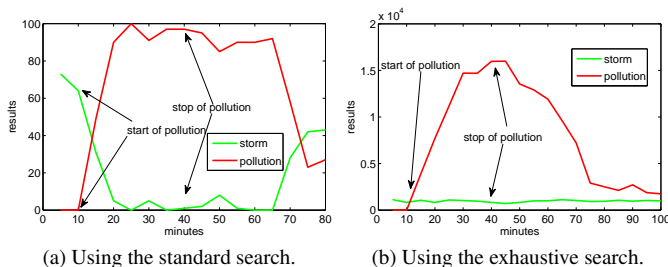 100
80
60
40
20
0
results
0 10 20 30 40 50 60 70 80
minutes
start of pollution
stop of pollution
storm
pollution
(a) Using the standard search.
2 x 10^4
1.5
1
0.5
0
results
0 10 20 30 40 50 60 70 80 90 100
minutes
start of pollution
stop of pollution
storm
pollution
(b) Using the exhaustive search.